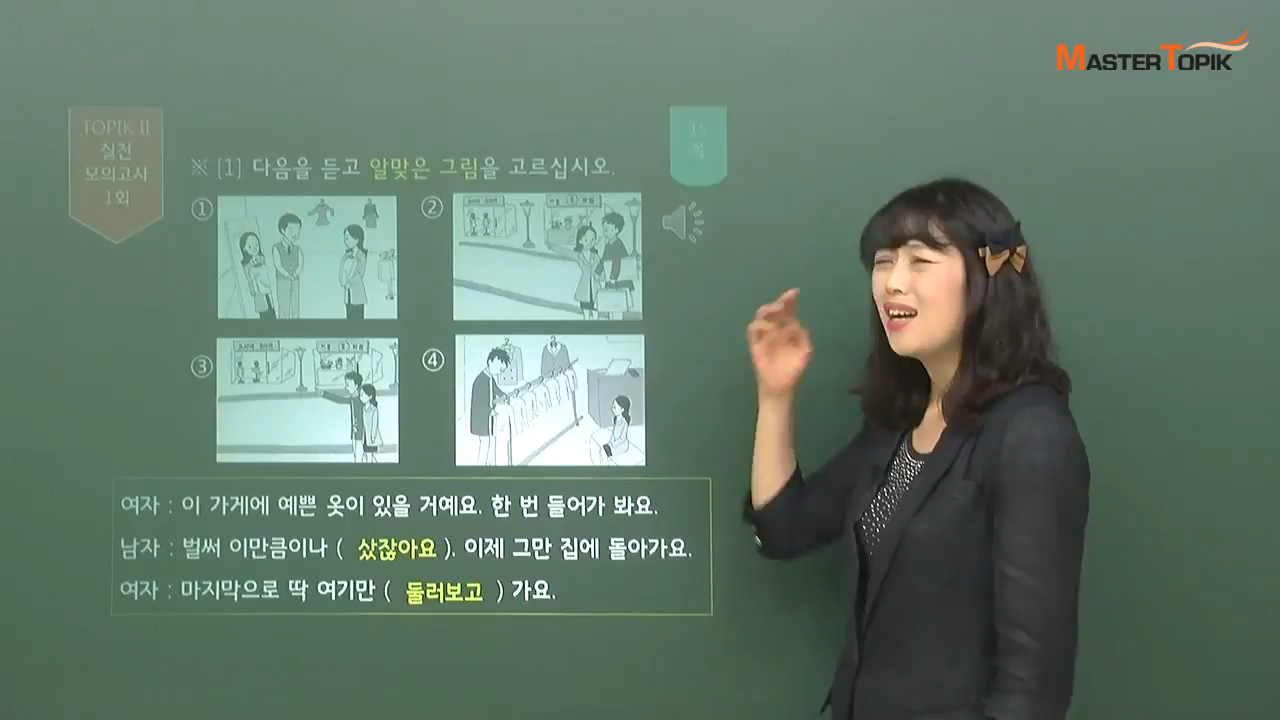 MASTER TOPIK
TOPIK II
실전
모의고사
1회
15
쪽
※ [1] 다음을 듣고 알맞은 그림을 고르십시오.
①
②
③
④
여자 : 이 가게에 예쁜 옷이 있을 거예요. 한 번 들어가 봐요.
남자 : 벌써 이만큼이나 ( 샀잖아요 ). 이제 그만 집에 돌아가요.
여자 : 마지막으로 딱 여기만 ( 둘러보고 ) 가요.